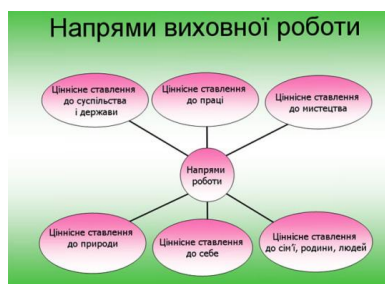 Напрями виховної роботи
Ціннісне ставлення
до суспільства
і держави
Ціннісне ставлення
до праці
Ціннісне ставлення
до мистецтва
Напрями
роботи
Ціннісне ставлення
до природи
Ціннісне ставлення
до себе
Ціннісне ставлення
до сім'ї, родини, людей